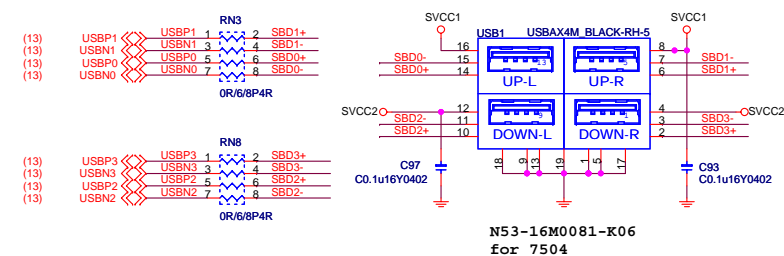 RN3
(13) USBP1 USBP1 1 2 SBD1+
(13) USBN1 USBN1 3 4 SBD1-
(13) USBP0 USBP0 5 6 SBD0+
(13) USBN0 USBN0 7 8 SBD0-
0R/6/8P4R
RN8
(13) USBP3 USBP3 1 2 SBD3+
(13) USBN3 USBN3 3 4 SBD3-
(13) USBP2 USBP2 5 6 SBD2+
(13) USBN2 USBN2 7 8 SBD2-
0R/6/8P4R
SVCC1 SVCC1
USB1 USBAX4M_BLACK-RH-5
16 8
SBD0- 15 13 5 7 SBD1-
SBD0+ 14 6 SBD1+
UP-L UP-R
SVCC2 12 4 SVCC2
SBD2- 11 9 1 3 SBD3-
SBD2+ 10 2 SBD3+
DOWN-L DOWN-R
18 9 13 19 1 5 17
C97 C93
C0.1u16Y0402 C0.1u16Y0402
N53-16M0081-K06
for 7504